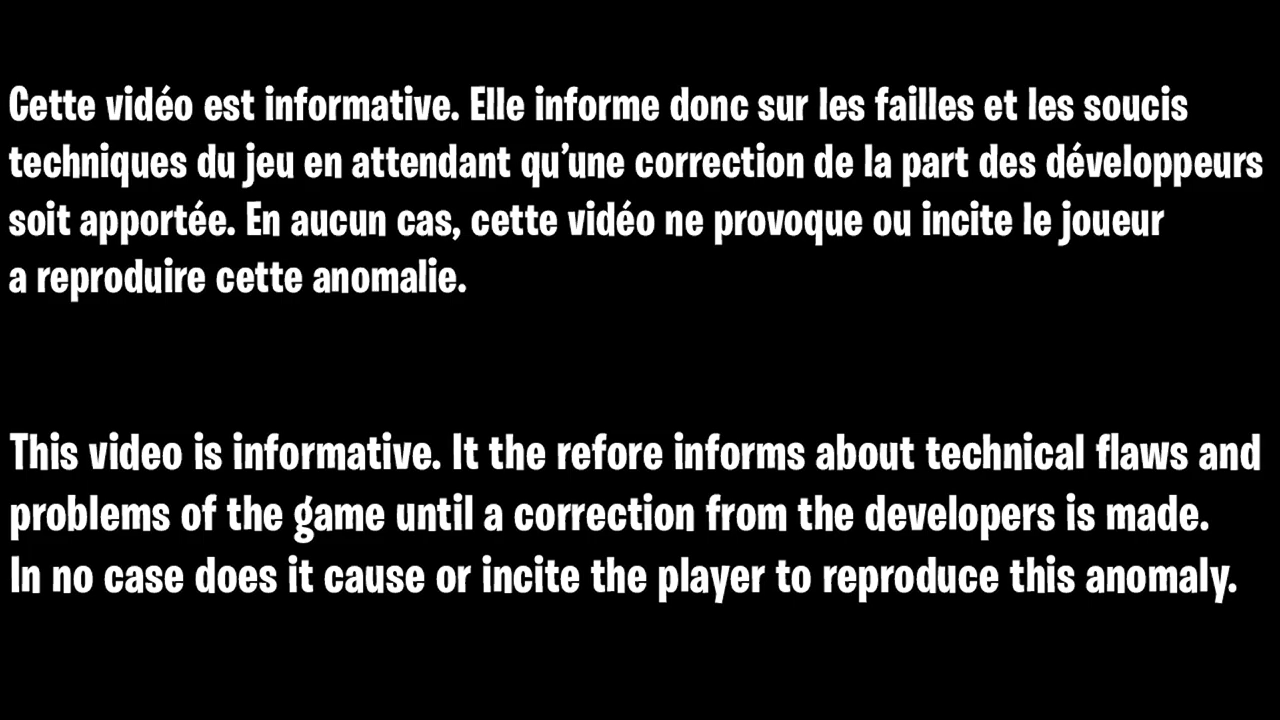 Cette vidéo est informative. Elle informe donc sur les failles et les soucis
techniques du jeu en attendant qu’une correction de la part des développeurs
soit apportée. En aucun cas, cette vidéo ne provoque ou incite le joueur
a reproduire cette anomalie.
This video is informative. It the refore informs about technical flaws and
problems of the game until a correction from the developers is made.
In no case does it cause or incite the player to reproduce this anomaly.